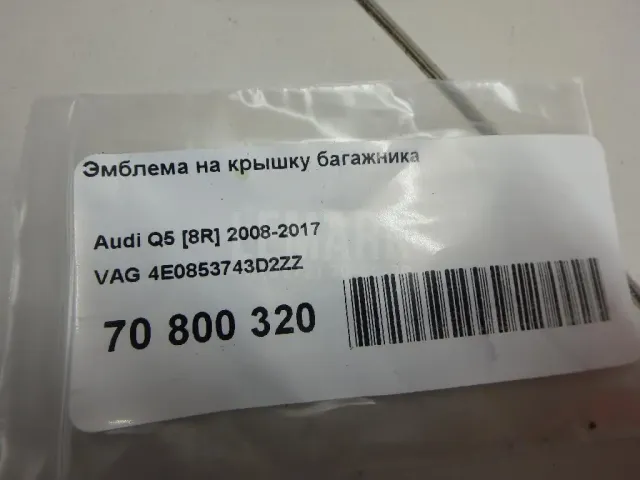 Эмблема на крышку багажника
Audi Q5 [8R] 2008-2017
VAG 4E0853743D2ZZ
70 800 320